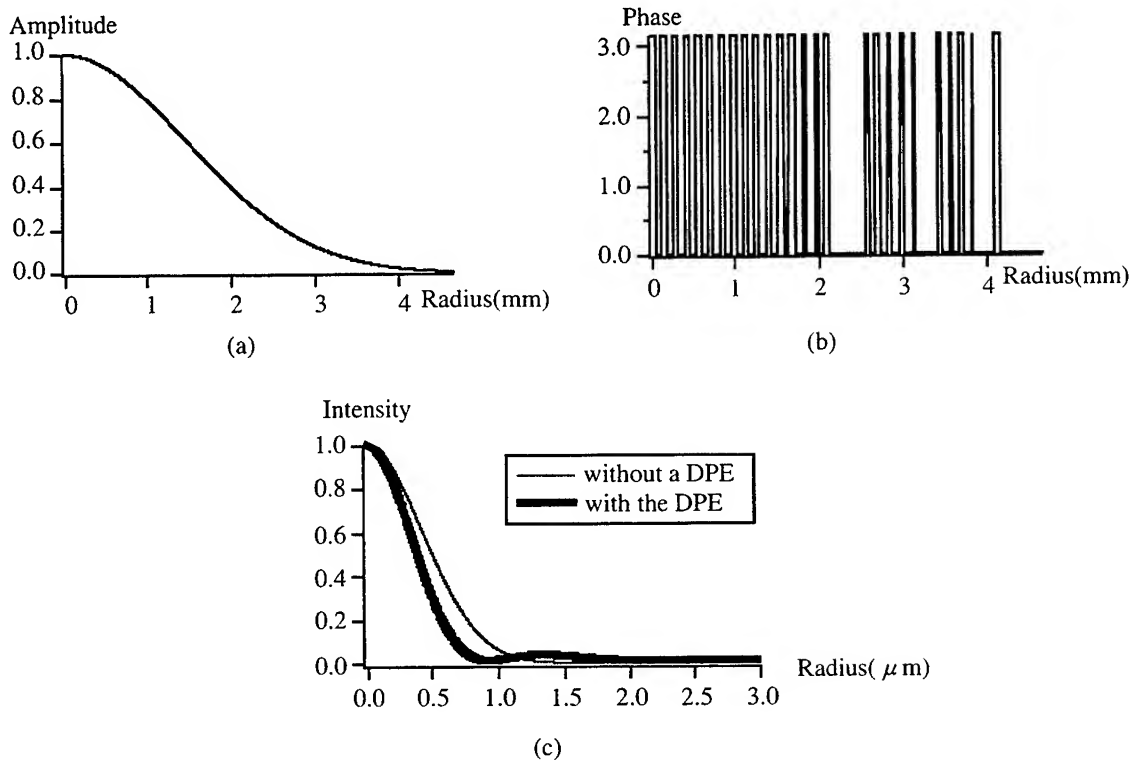 Amplitude
1.0
0.8
0.6
0.4
0.2
0.0
0 1 2 3 4 Radius(mm)
(a)
Phase
3.0
2.0
1.0
0.0
0 1 2 3 4 Radius(mm)
(b)
Intensity
1.0
0.8
0.6
0.4
0.2
0.0
without a DPE
with the DPE
0.0 0.5 1.0 1.5 2.0 2.5 3.0
Radius( μ m)
(c)